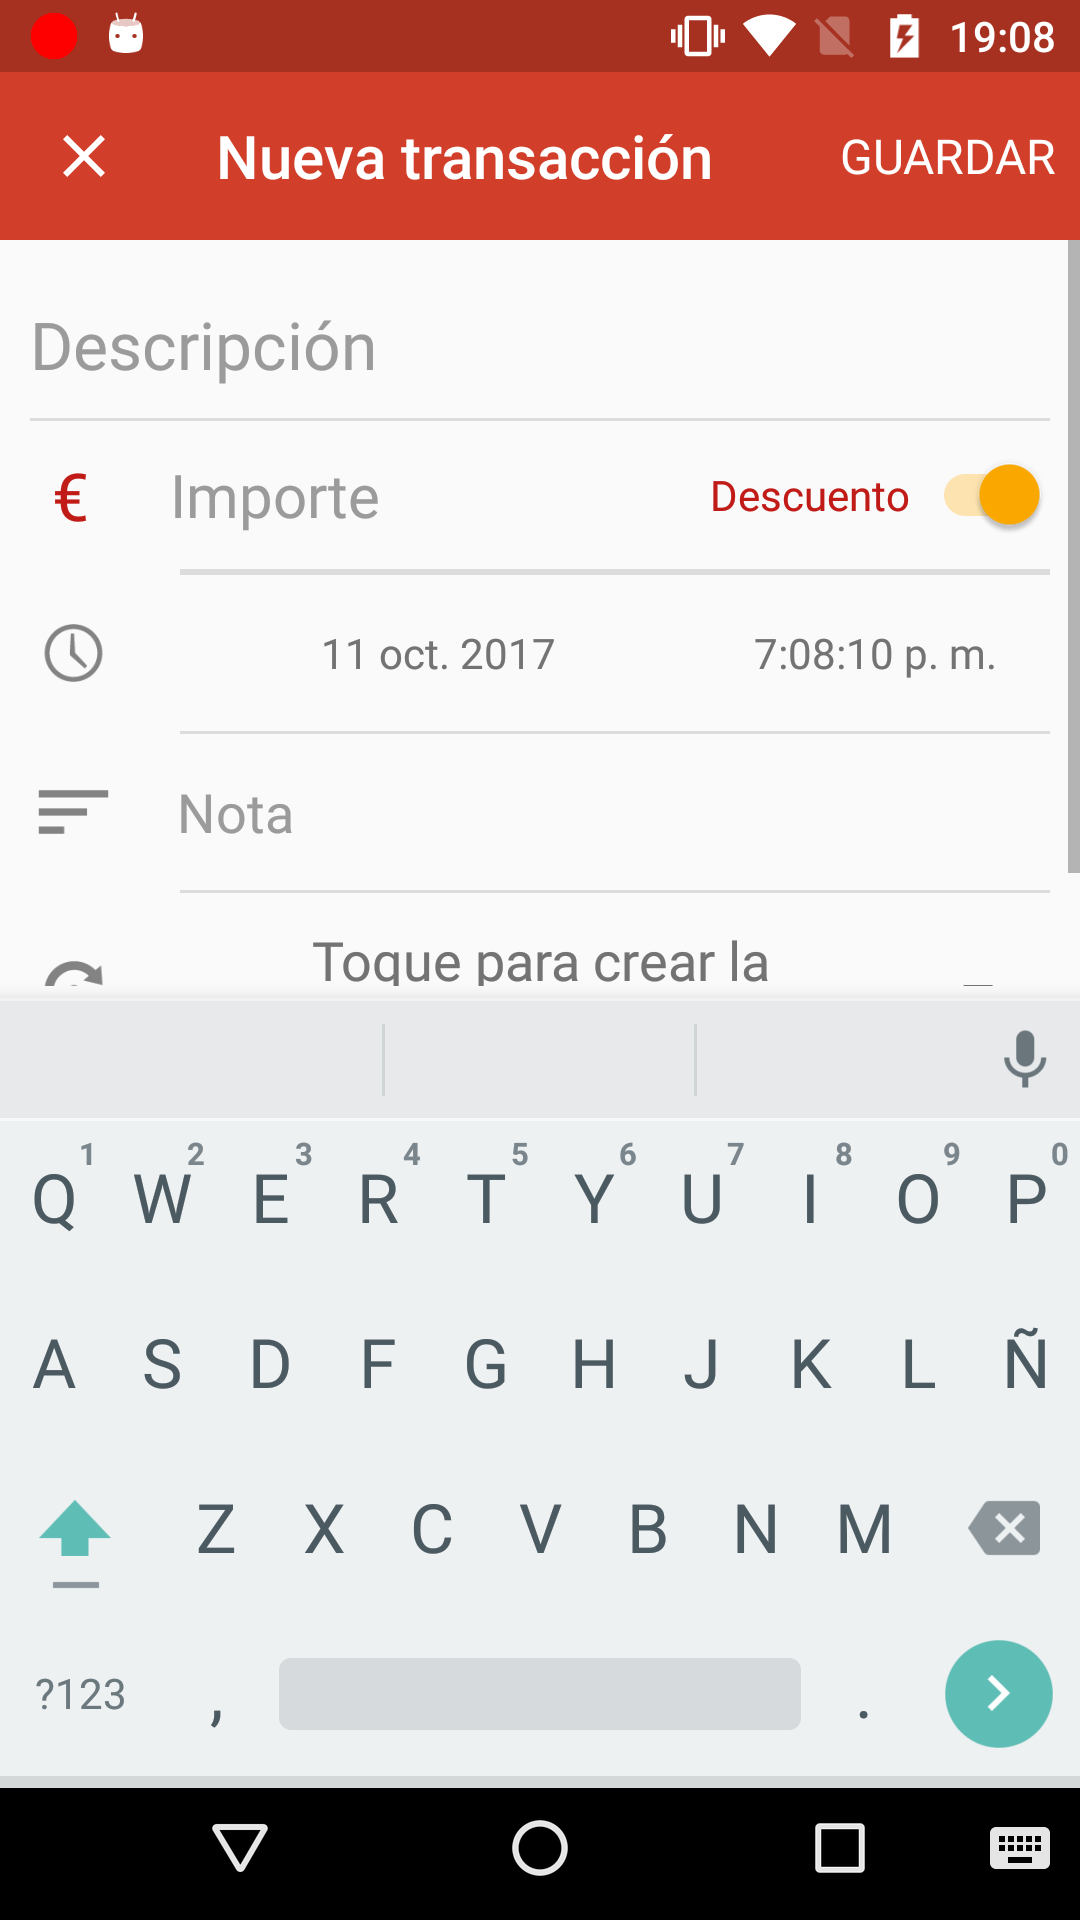 19:08
Nueva transacción GUARDAR
Descripción
€ Importe Descuento
11 oct. 2017 7:08:10 p. m.
Nota
Toque para crear la
1 2 3 4 5 6 7 8 9 0
Q W E R T Y U I O P
A S D F G H J K L Ñ
Z X C V B N M
?123 , .